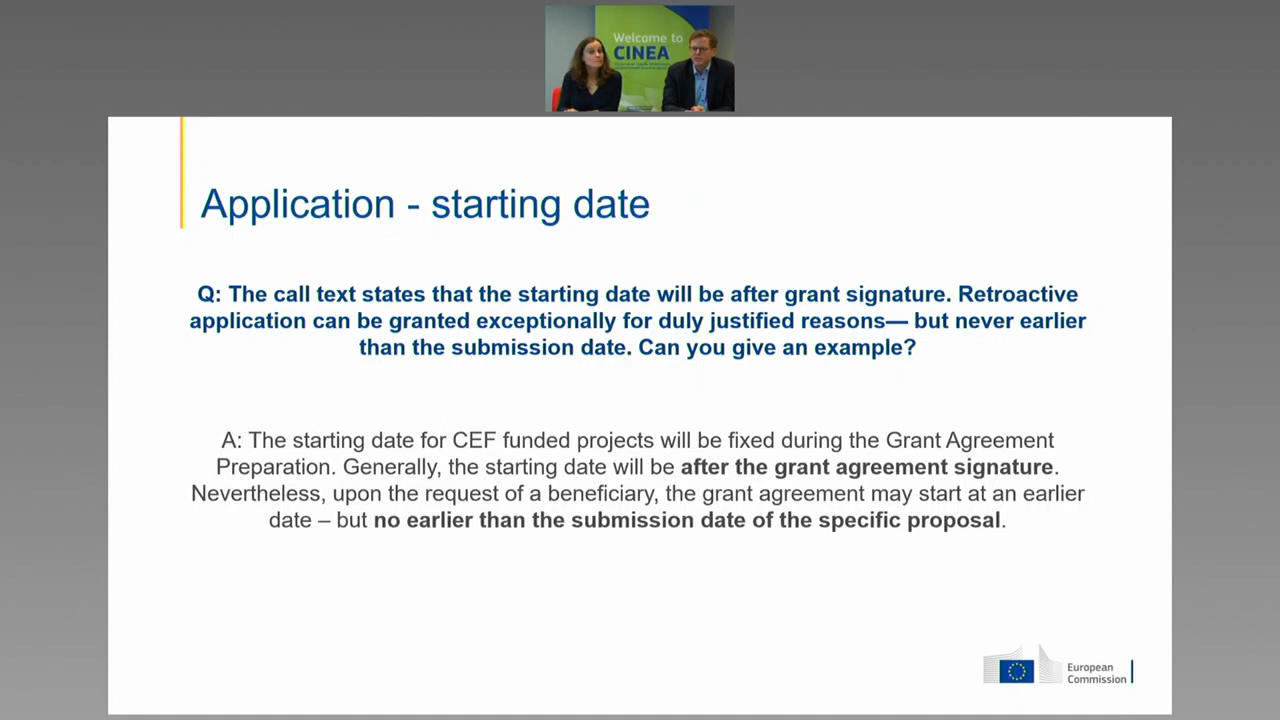 Welcome to
CINEA
Application - starting date
Q: The call text states that the starting date will be after grant signature. Retroactive
application can be granted exceptionally for duly justified reasons— but never earlier
than the submission date. Can you give an example?
A: The starting date for CEF funded projects will be fixed during the Grant Agreement
Preparation. Generally, the starting date will be after the grant agreement signature.
Nevertheless, upon the request of a beneficiary, the grant agreement may start at an earlier
date – but no earlier than the submission date of the specific proposal.
European
Commission